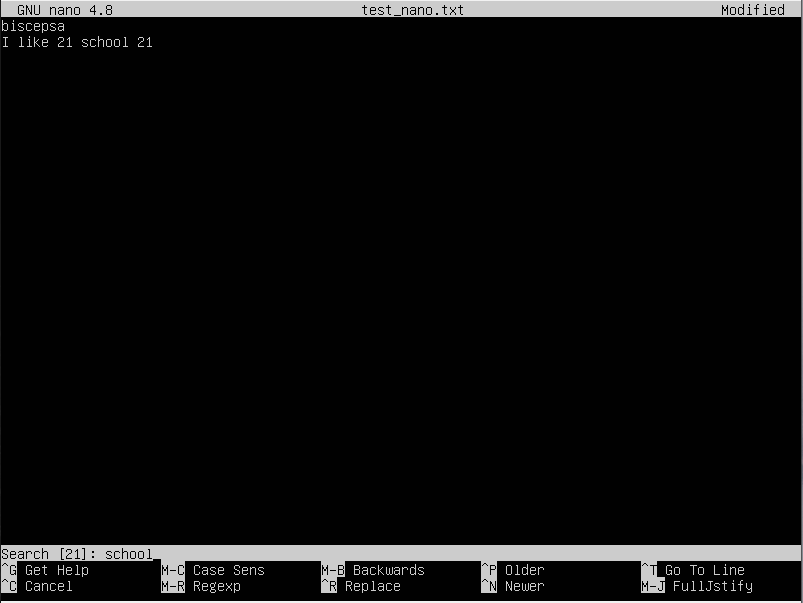 GNU nano 4.8 test_nano.txt Modified
biscepsa
I like 21 school 21
Search [21]: school
^G Get Help M-C Case Sens M-B Backwards ^P Older ^T Go To Line
^C Cancel M-R Regexp ^R Replace ^N Newer M-J FullJstify